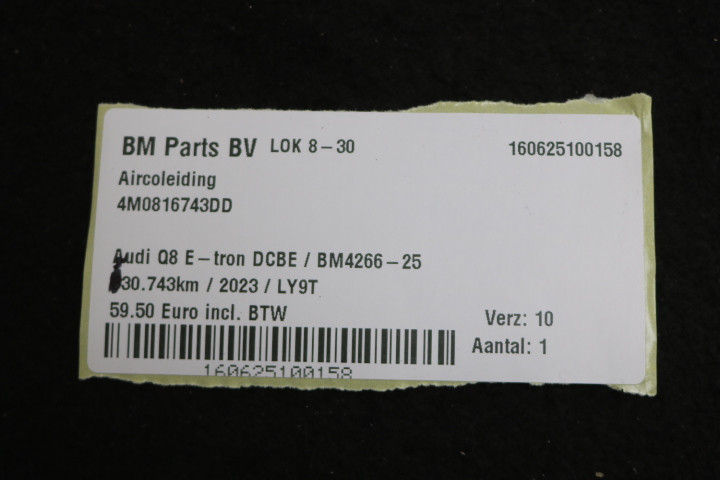 BM Parts BV LOK 8-30 160625100158
Aircoleiding
4M0816743DD
Audi Q8 E-tron DCBE / BM4266-25
30.743km / 2023 / LY9T
59.50 Euro incl. BTW
Verz: 10
Aantal: 1
160625100158